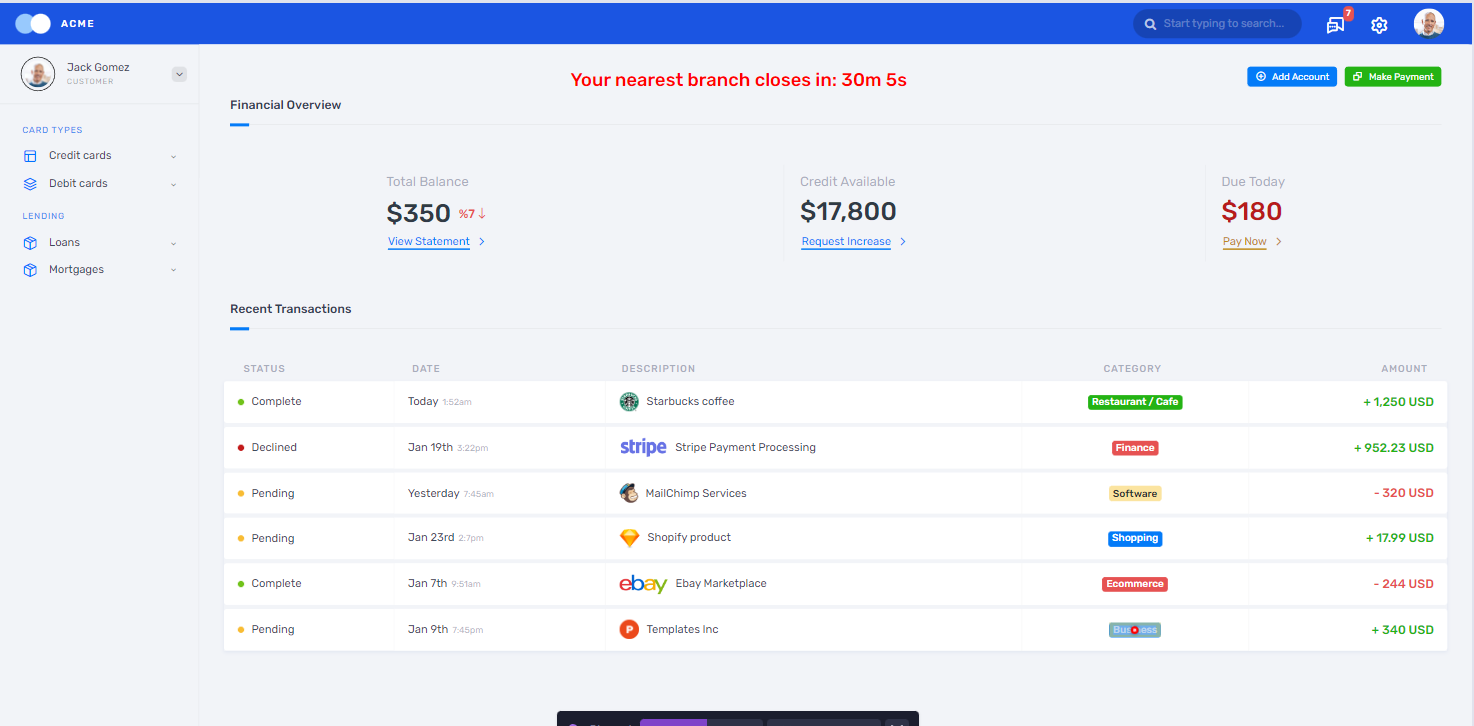 ACME
Start typing to search...
7
Jack Gomez
CUSTOMER
Your nearest branch closes in: 30m 5s
Add Account
Make Payment
Financial Overview
CARD TYPES
Credit cards
Debit cards
LENDING
Loans
Mortgages
Total Balance
$350 %7
View Statement
Credit Available
$17,800
Request Increase
Due Today
$180
Pay Now
Recent Transactions
STATUS DATE DESCRIPTION CATEGORY AMOUNT
Complete Today 1:52am Starbucks coffee Restaurant / Cafe + 1,250 USD
Declined Jan 19th 3:22pm stripe Stripe Payment Processing Finance + 952.23 USD
Pending Yesterday 7:45am MailChimp Services Software - 320 USD
Pending Jan 23rd 2:7pm Shopify product Shopping + 17.99 USD
Complete Jan 7th 9:51am ebay Ebay Marketplace Ecommerce - 244 USD
Pending Jan 9th 7:45pm P Templates Inc Business + 340 USD